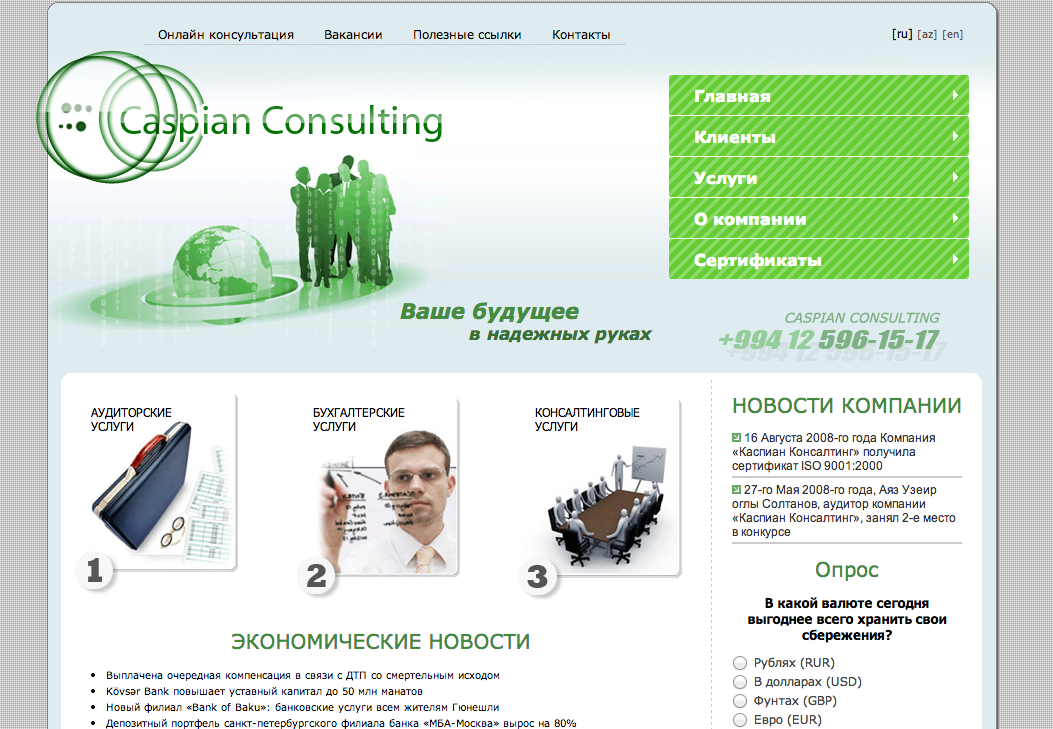 Онлайн консультация Вакансии Полезные ссылки Контакты
[ru] [az] [en]
Caspian Consulting
Главная
Клиенты
Услуги
О компании
Сертификаты
Ваше будущее
в надежных руках
CASPIAN CONSULTING
+994 12 596-15-17
АУДИТОРСКИЕ
УСЛУГИ
1
БУХГАЛТЕРСКИЕ
УСЛУГИ
2
КОНСАЛТИНГОВЫЕ
УСЛУГИ
3
ЭКОНОМИЧЕСКИЕ НОВОСТИ
• Выплачена очередная компенсация в связи с ДТП со смертельным исходом
• Kövsər Bank повышает уставный капитал до 50 млн манатов
• Новый филиал «Bank of Baku»: банковские услуги всем жителям Гюнешли
• Депозитный портфель санкт-петербургского филиала банка «МБА-Москва» вырос на 80%
НОВОСТИ КОМПАНИИ
16 Августа 2008-го года Компания
«Каспиан Консалтинг» получила
сертификат ISO 9001:2000
27-го Мая 2008-го года, Аяз Узеир
оглы Солтанов, аудитор компании
«Каспиан Консалтинг», занял 2-е место
в конкурсе
Опрос
В какой валюте сегодня
выгоднее всего хранить свои
сбережения?
Рублях (RUR)
В долларах (USD)
Фунтах (GBP)
Евро (EUR)